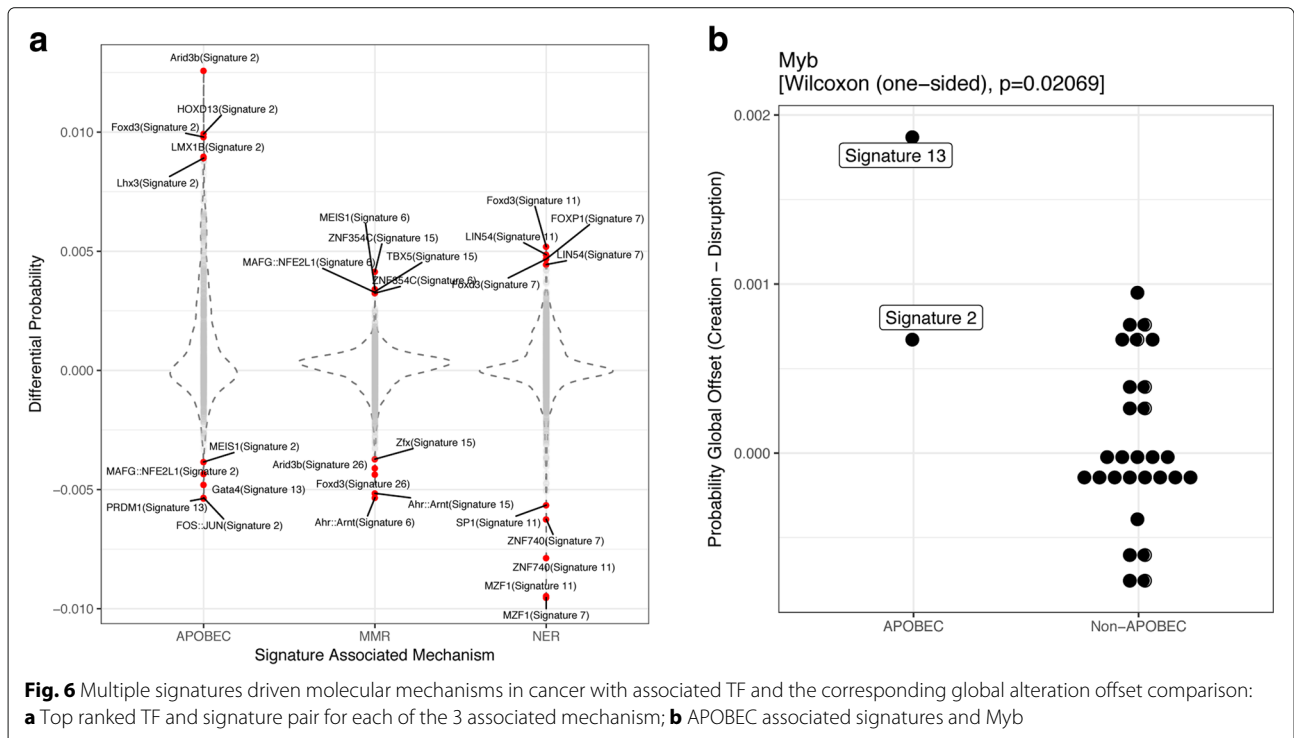 a
Arid3b(Signature 2)
HOXD13(Signature 2)
Foxd3(Signature 2)
LMX1B(Signature 2)
Lhx3(Signature 2)
MEIS1(Signature 6)
ZNF354C(Signature 15)
MAFG::NFE2L1(Signature 6)
TBX5(Signature 15)
ZNF354C(Signature 6)
Foxd3(Signature 11)
FOXP1(Signature 7)
LIN54(Signature 11)
LIN54(Signature 7)
Foxd3(Signature 7)
MEIS1(Signature 2)
MAFG::NFE2L1(Signature 2)
Gata4(Signature 13)
PRDM1(Signature 13)
FOS::JUN(Signature 2)
Zfx(Signature 15)
Arid3b(Signature 26)
Foxd3(Signature 26)
Ahr::Arnt(Signature 15)
Ahr::Arnt(Signature 6)
SP1(Signature 11)
ZNF740(Signature 7)
ZNF740(Signature 11)
MZF1(Signature 11)
MZF1(Signature 7)
0.010
0.005
0.000
−0.005
−0.010
Differential Probability
APOBEC MMR NER
Signature Associated Mechanism
b
Myb
[Wilcoxon (one−sided), p=0.02069]
0.002
0.001
0.000
Probability Global Offset (Creation − Disruption)
Signature 13
Signature 2
APOBEC Non−APOBEC
Fig. 6 Multiple signatures driven molecular mechanisms in cancer with associated TF and the corresponding global alteration offset comparison:
a Top ranked TF and signature pair for each of the 3 associated mechanism; b APOBEC associated signatures and Myb